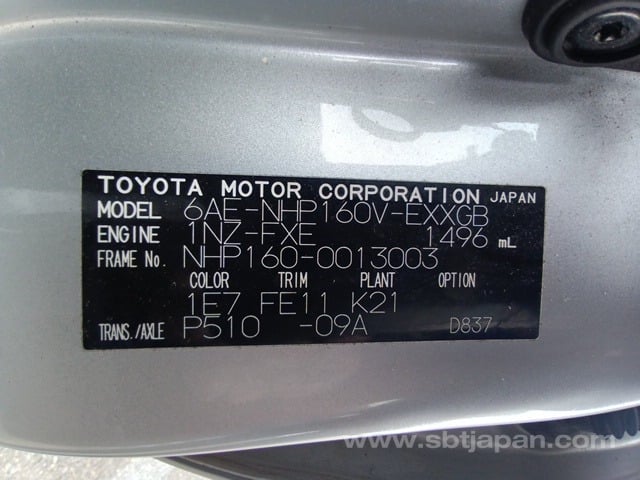 TOYOTA MOTOR CORPORATION JAPAN
MODEL 6AE-NHP160V-EXXGB
ENGINE 1NZ-FXE 1496 mL
FRAME No. NHP160-0013003
COLOR TRIM PLANT OPTION
1E7 FE11 K21
TRANS./AXLE P510 -09A D837
www.sbtjapan.com